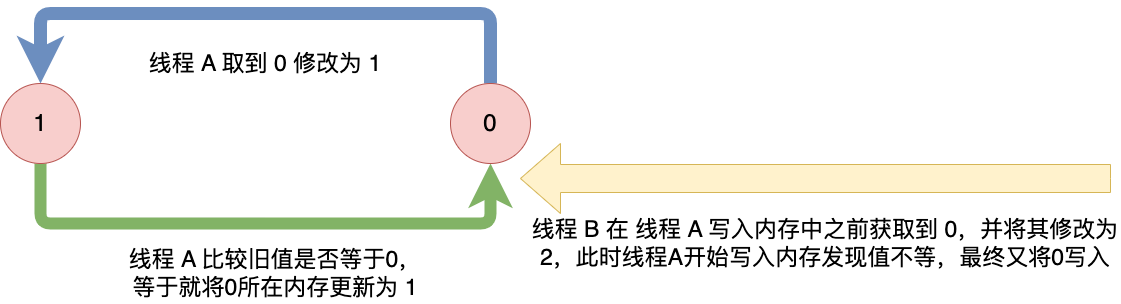 线程 A 取到 0 修改为 1
1
0
线程 B 在 线程 A 写入内存中之前获取到 0，并将其修改为
2，此时线程A开始写入内存发现值不等，最终又将0写入
线程 A 比较旧值是否等于0，
等于就将0所在内存更新为 1